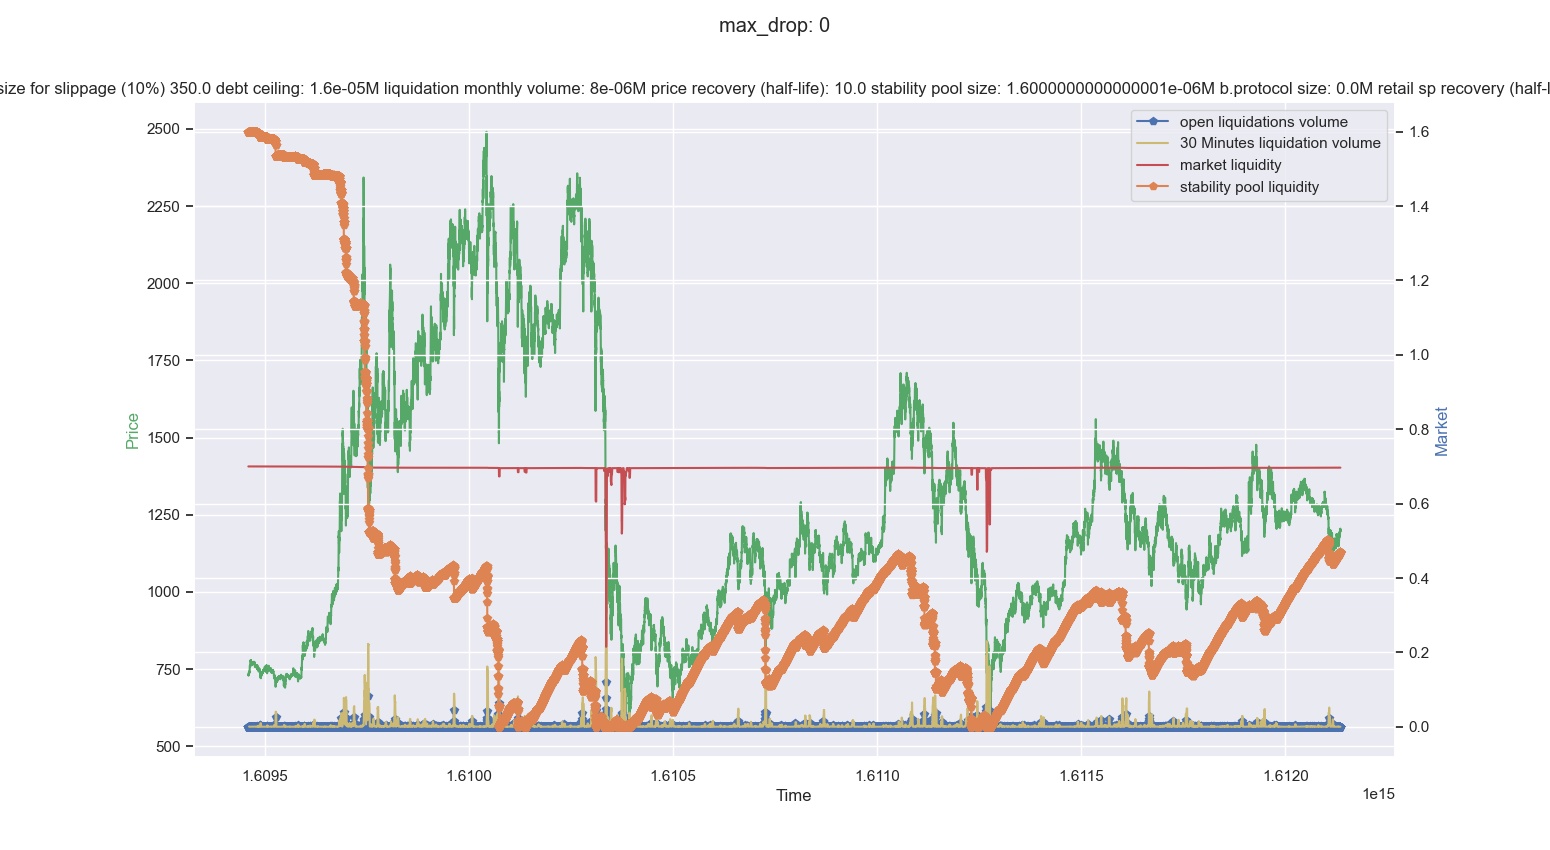 max_drop: 0
size for slippage (10%) 350.0 debt ceiling: 1.6e-05M liquidation monthly volume: 8e-06M price recovery (half-life): 10.0 stability pool size: 1.6000000000000001e-06M b.protocol size: 0.0M retail sp recovery (half-l
open liquidations volume
30 Minutes liquidation volume
market liquidity
stability pool liquidity
2500
2250
2000
1750
1500
1250
1000
750
500
Price
1.6
1.4
1.2
1.0
0.8
0.6
0.4
0.2
0.0
Market
1.6095 1.6100 1.6105 1.6110 1.6115 1.6120
Time
1e15